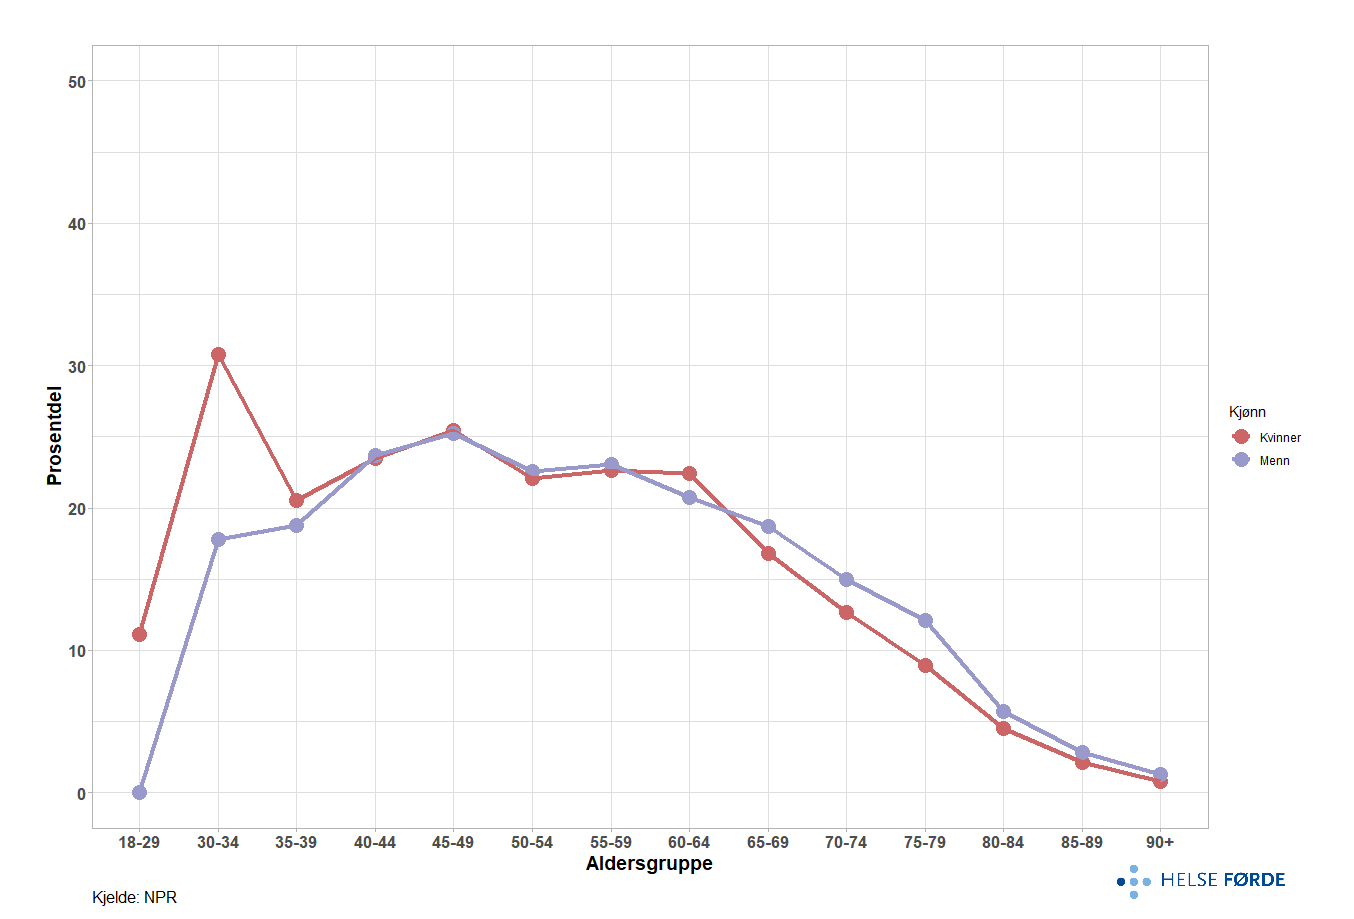 50
40
30
20
10
0
Prosentdel
18-29 30-34 35-39 40-44 45-49 50-54 55-59 60-64 65-69 70-74 75-79 80-84 85-89 90+
Aldersgruppe
Kjønn
Kvinner
Menn
Kjelde: NPR
HELSE FØRDE